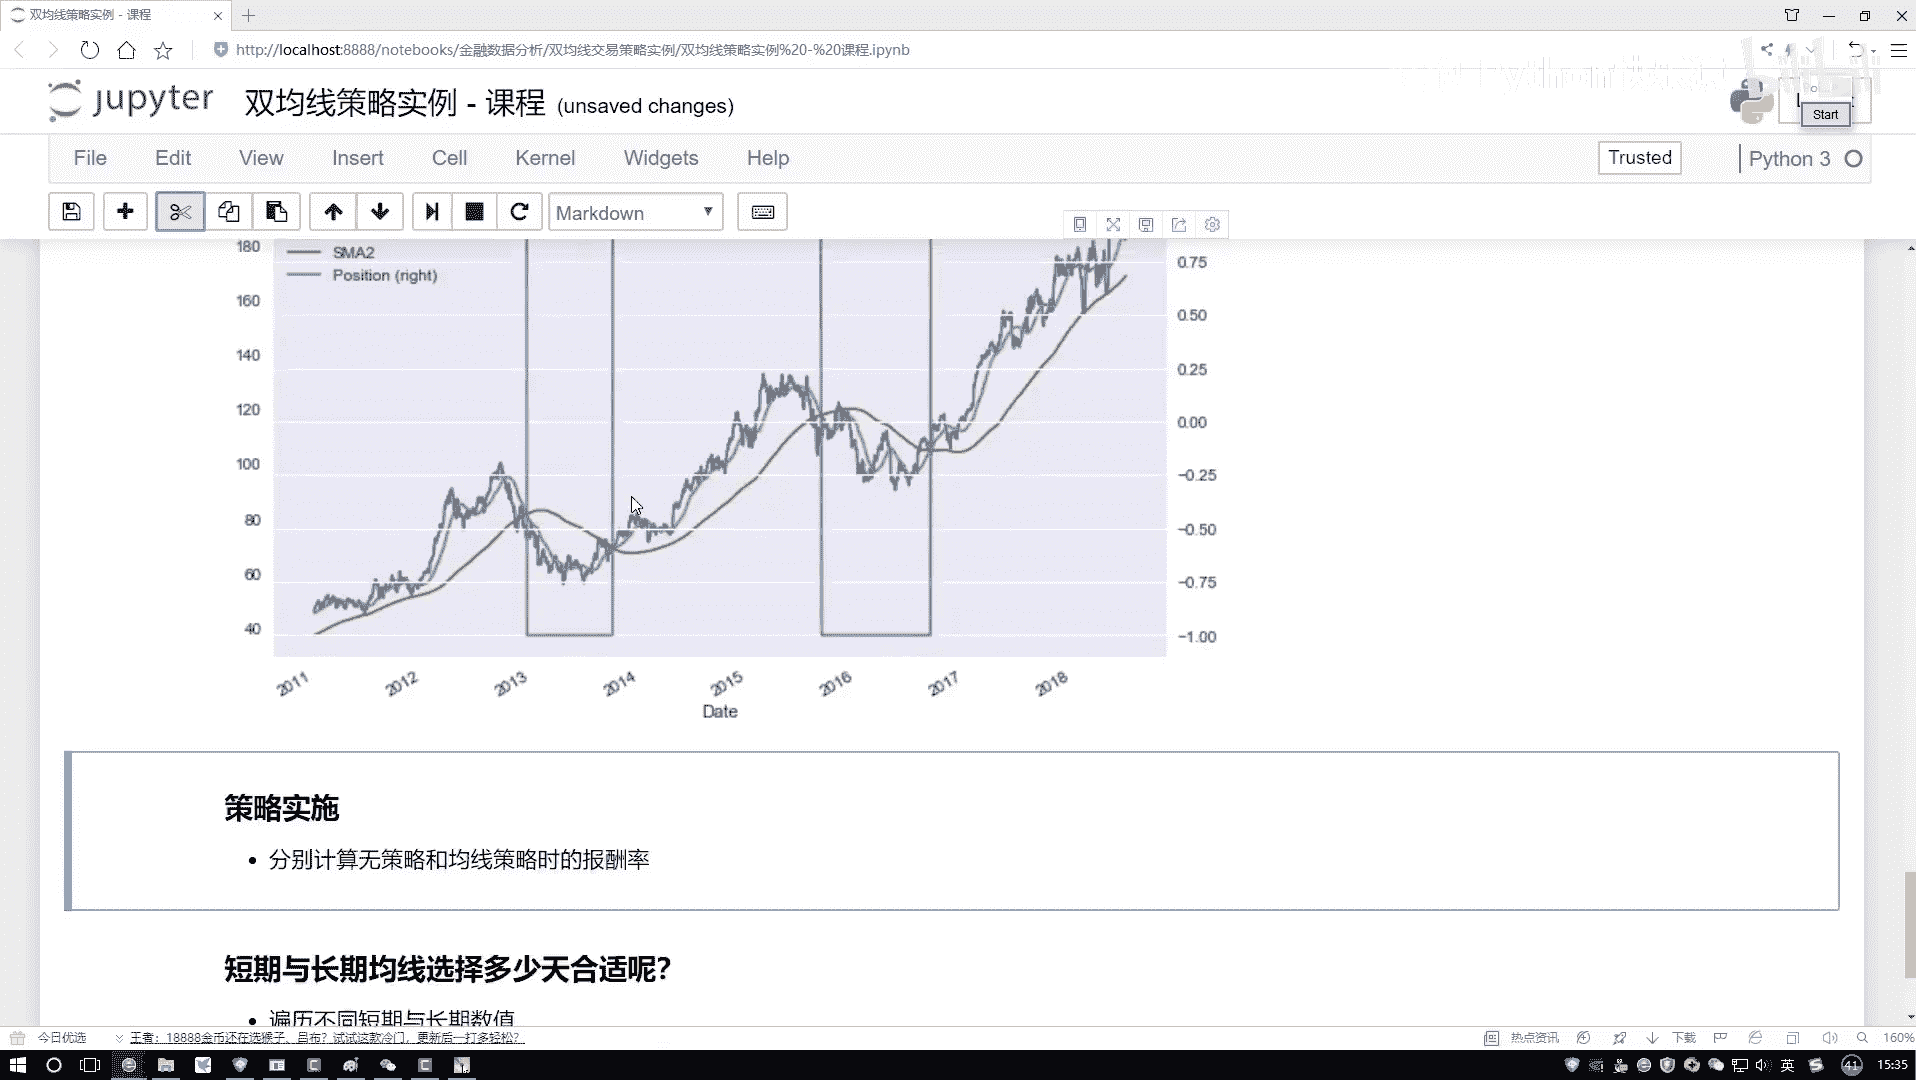 双均线策略实例 - 课程
http://localhost:8888/notebooks/金融数据分析/双均线交易策略实例/双均线策略实例%20-%20课程.ipynb
jupyter 双均线策略实例 - 课程 (unsaved changes)
Start
File Edit View Insert Cell Kernel Widgets Help Trusted Python 3
Markdown
SMA2
Position (right)
180
160
140
120
100
80
60
40
0.75
0.50
0.25
0.00
−0.25
−0.50
−0.75
−1.00
2011 2012 2013 2014 2015 2016 2017 2018
Date
策略实施
分别计算无策略和均线策略时的报酬率
短期与长期均线选择多少天合适呢?
遍历不同短期与长期数值
今日优选 王者：18888金币还在选猴子、吕布？试试这款冷门，更新后一打多轻松？ 热点资讯 下载 160%
英 41 15:35